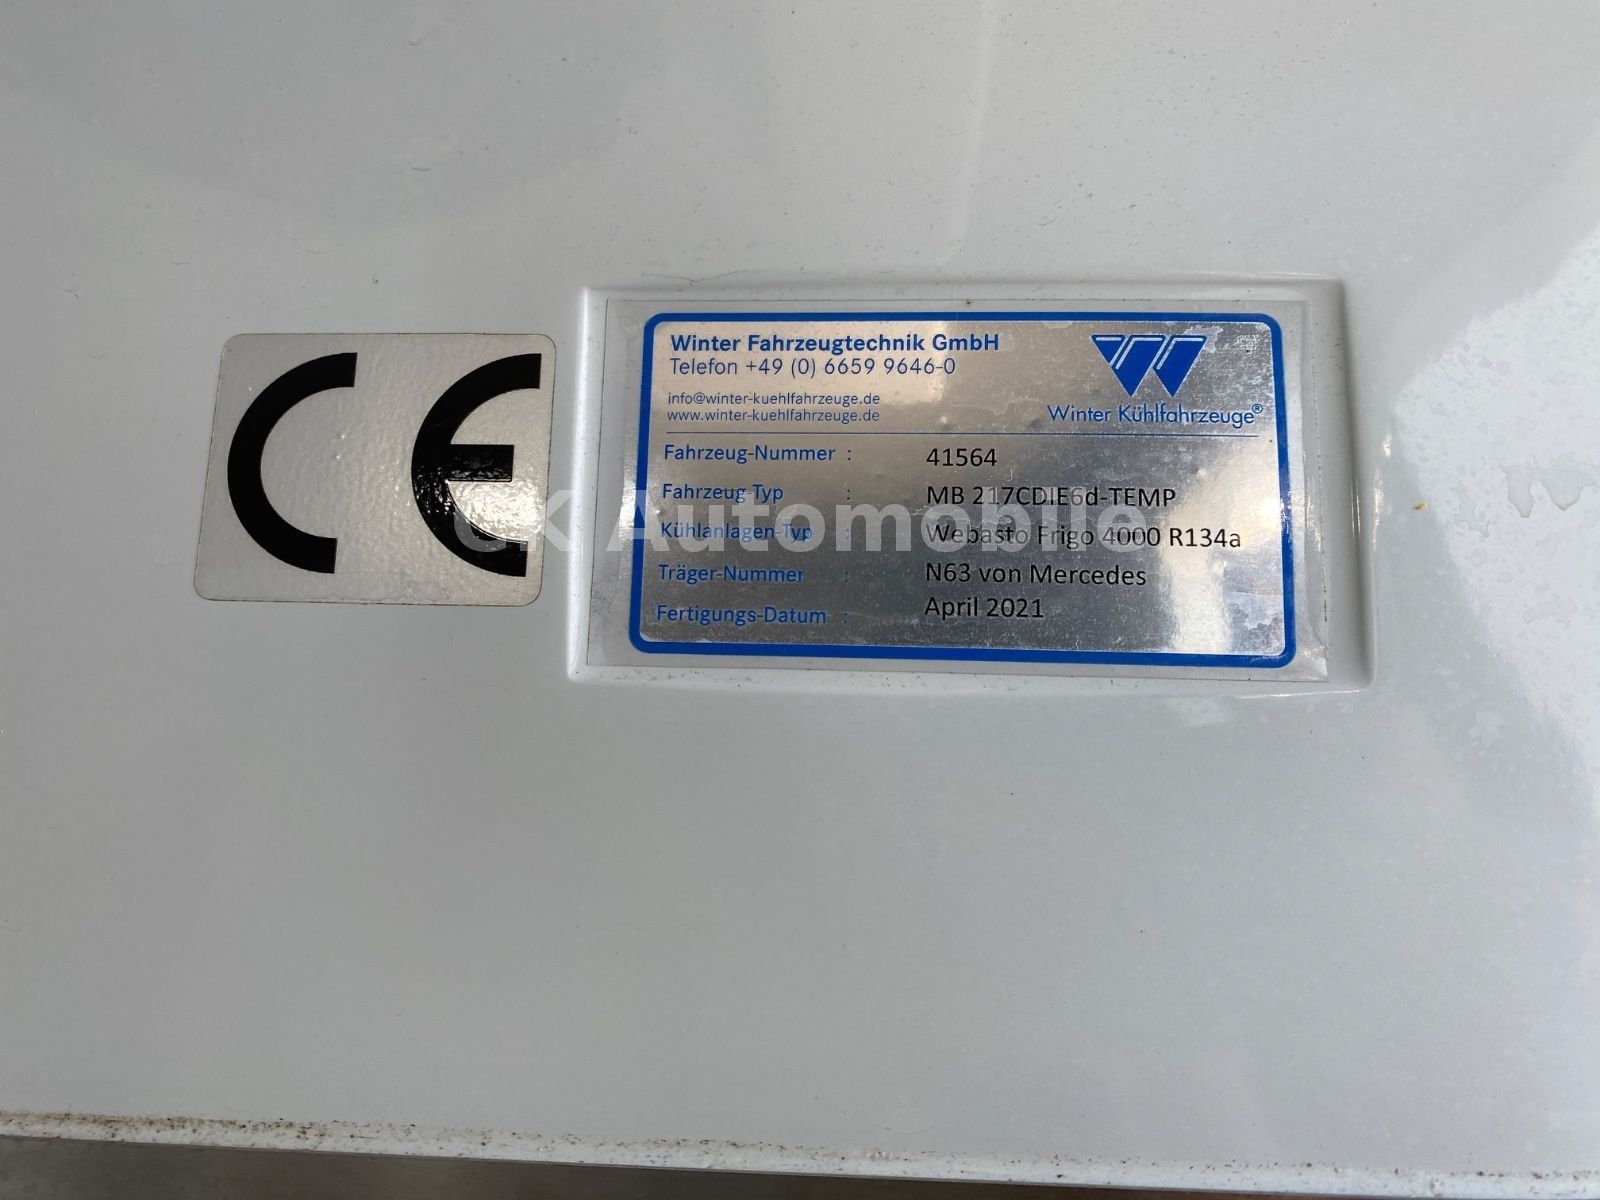 CE
Winter Fahrzeugtechnik GmbH
Telefon +49 (0) 6659 9646-0
info@winter-kuehlfahrzeuge.de
www.winter-kuehlfahrzeuge.de
Winter Kühlfahrzeuge®
Fahrzeug-Nummer : 41564
Fahrzeug-Typ : MB 217CDIE6d-TEMP
Kühlanlagen-Typ : Webasto Frigo 4000 R134a
Träger-Nummer : N63 von Mercedes
Fertigungs-Datum : April 2021
CK Automobile